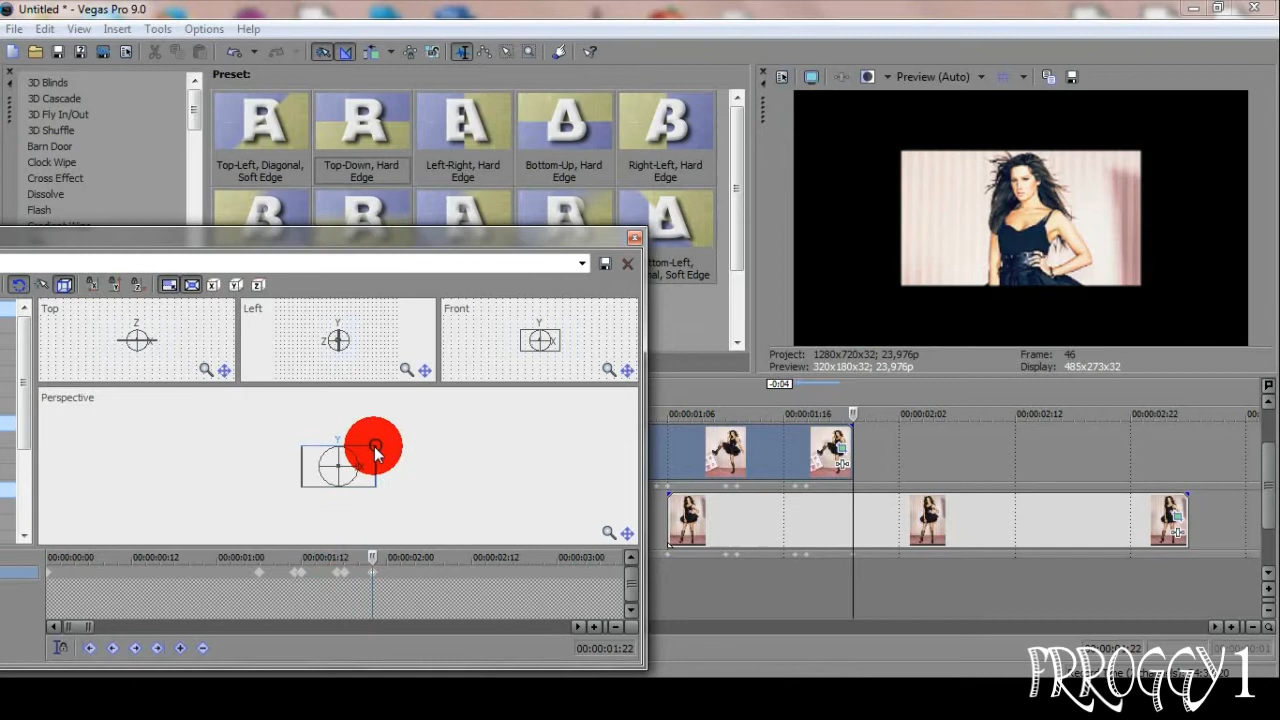 Untitled * - Vegas Pro 9.0
File Edit View Insert Tools Options Help
3D Blinds
3D Cascade
3D Fly In/Out
3D Shuffle
Barn Door
Clock Wipe
Cross Effect
Dissolve
Flash
Preset:
Top-Left, Diagonal, Soft Edge
Top-Down, Hard Edge
Left-Right, Hard Edge
Bottom-Up, Hard Edge
Right-Left, Hard Edge
Soft Edge
Preview (Auto)
Project: 1280x720x32; 23,976p
Frame: 46
Preview: 320x180x32; 23,976p
Display: 485x273x32
-0:04
00:00:01:06 00:00:01:16 00:00:02:02 00:00:02:12 00:00:02:22
Top
Z
X
Left
Y
Z
Front
Y
X
Perspective
Y
00:00:00:00 00:00:00:12 00:00:01:00 00:00:01:12 00:00:02:00 00:00:02:12 00:00:03:00
00:00:01:22
FRROGGY1